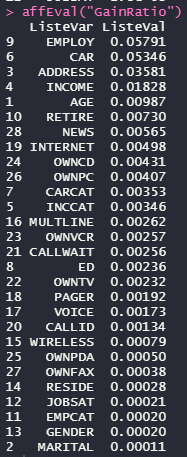 > affEval("GainRatio")
ListeVar ListeVal
9 EMPLOY 0.05791
6 CAR 0.05346
3 ADDRESS 0.03581
4 INCOME 0.01828
1 AGE 0.00987
10 RETIRE 0.00730
28 NEWS 0.00565
19 INTERNET 0.00498
24 OWNCD 0.00431
26 OWNPC 0.00407
7 CARCAT 0.00353
5 INCCAT 0.00346
16 MULTLINE 0.00262
23 OWNVCR 0.00257
21 CALLWAIT 0.00256
8 ED 0.00236
22 OWNTV 0.00232
18 PAGER 0.00192
17 VOICE 0.00173
20 CALLID 0.00134
15 WIRELESS 0.00079
25 OWNPDA 0.00050
27 OWNFAX 0.00038
14 RESIDE 0.00028
12 JOBSAT 0.00021
11 EMPCAT 0.00020
13 GENDER 0.00020
2 MARITAL 0.00011